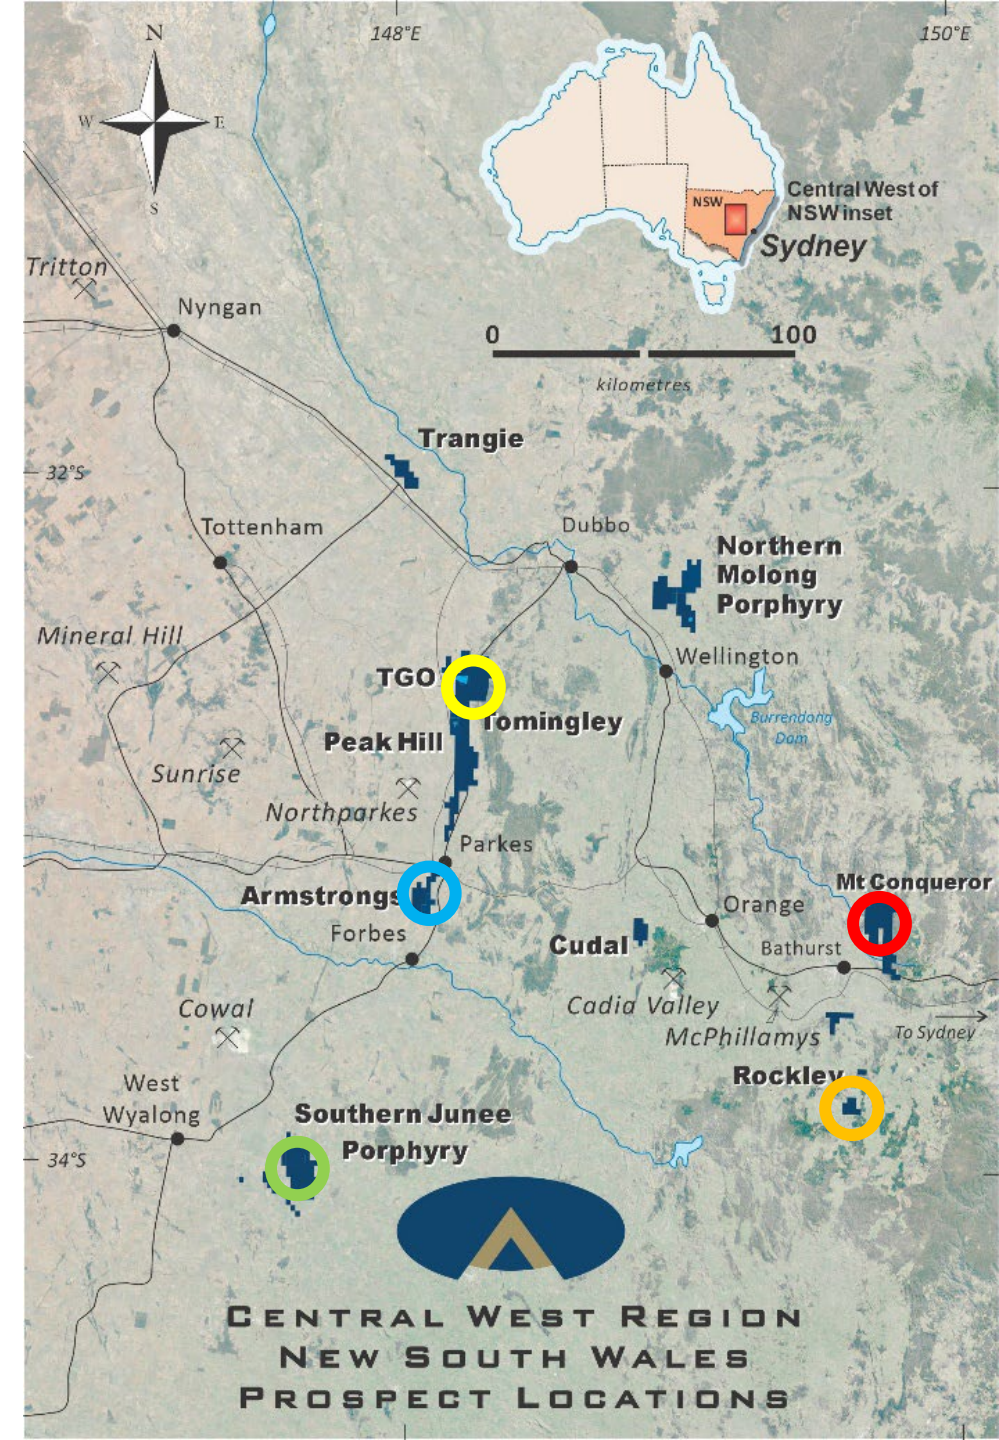 148°E
150°E
N
W
E
S
Central West of
NSW inset
NSW
Sydney
Tritton
Nyngan
0
100
kilometres
Trangie
32°S
Tottenham
Dubbo
Northern
Molong
Porphyry
Mineral Hill
Wellington
TGO
Tomingley
Burrendong
Dam
Peak Hill
Sunrise
Northparkes
Parkes
Mt Conqueror
Armstrongs
Orange
Forbes
Cudal
Bathurst
Cowal
Cadia Valley
McPhillamys
To Sydney
Rockley
West
Wyalong
Southern Junee
Porphyry
34°S
CENTRAL WEST REGION
NEW SOUTH WALES
PROSPECT LOCATIONS